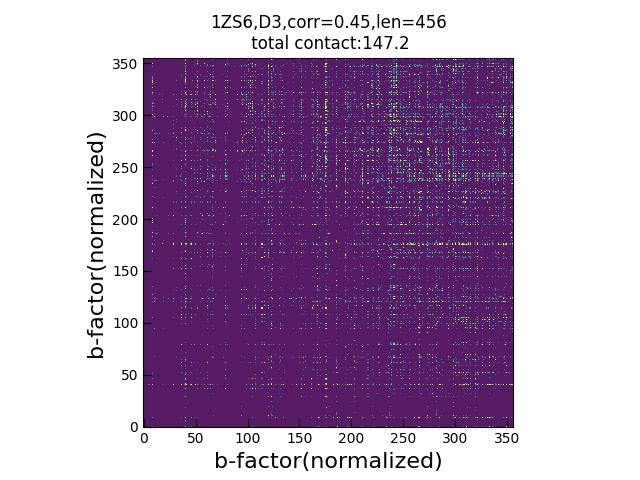 1ZS6,D3,corr=0.45,len=456
total contact:147.2
350
300
250
200
150
100
50
0
b-factor(normalized)
0 50 100 150 200 250 300 350
b-factor(normalized)